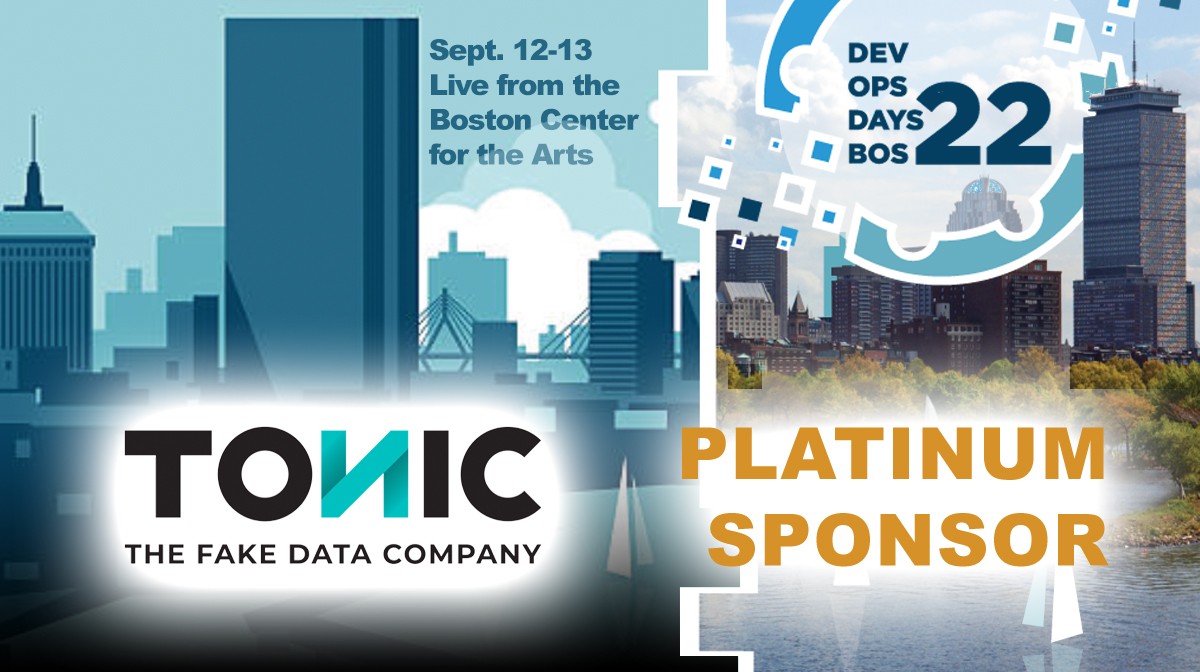 Sept. 12-13
Live from the
Boston Center
for the Arts
DEV
OPS
DAYS
BOS
22
TONIC
THE FAKE DATA COMPANY
PLATINUM
SPONSOR